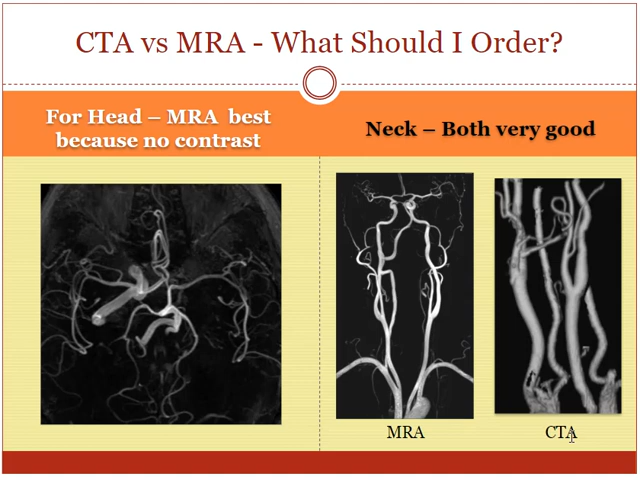 CTA vs MRA - What Should I Order?
For Head – MRA best
because no contrast
Neck – Both very good
MRA
CTA